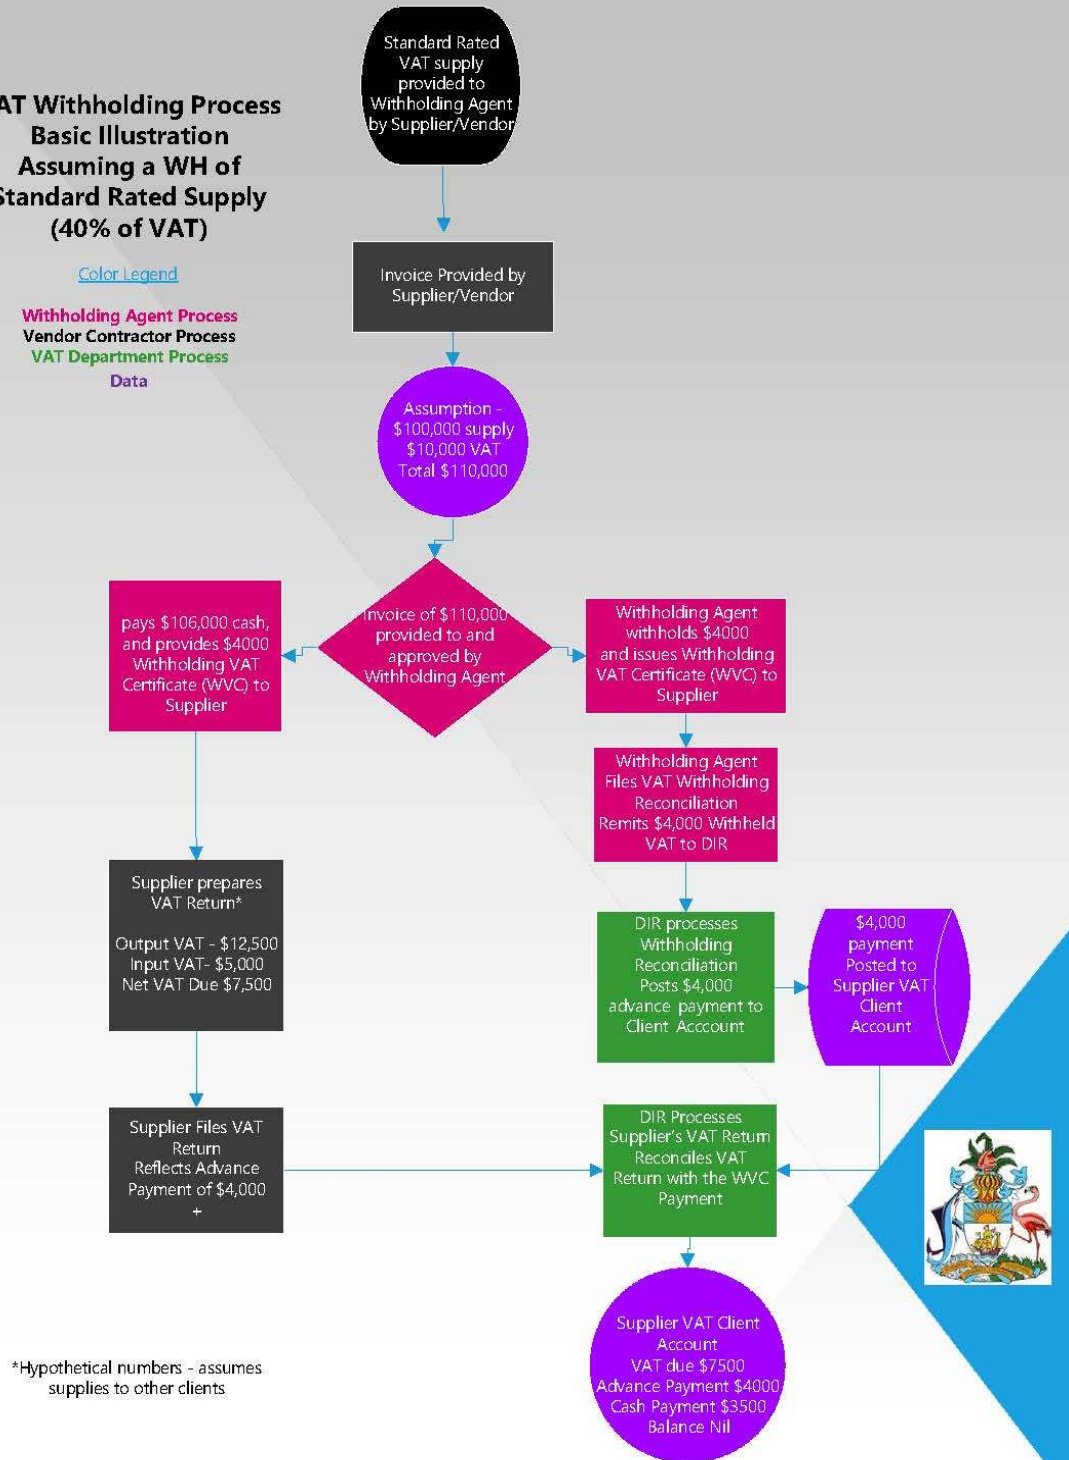 Standard Rated
VAT supply
provided to
Withholding Agent
by Supplier/Vendor
AT Withholding Process
Basic Illustration
Assuming a WH of
Standard Rated Supply
(40% of VAT)
Color Legend
Withholding Agent Process
Vendor Contractor Process
VAT Department Process
Data
Invoice Provided by
Supplier/Vendor
Assumption -
$100,000 supply
$10,000 VAT
Total $110,000
Invoice of $110,000
provided to and
approved by
Withholding Agent
pays $106,000 cash,
and provides $4000
Withholding VAT
Certificate (WVC) to
Supplier
Withholding Agent
withholds $4000
and issues Withholding
VAT Certificate (WVC) to
Supplier
Withholding Agent
Files VAT Withholding
Reconciliation
Remits $4,000 Withheld
VAT to DIR
Supplier prepares
VAT Return*
Output VAT - $12,500
Input VAT- $5,000
Net VAT Due $7,500
DIR processes
Withholding
Reconciliation
Posts $4,000
advance payment to
Client Acccount
$4,000
payment
Posted to
Supplier VAT
Client
Account
Supplier Files VAT
Return
Reflects Advance
Payment of $4,000
+
DIR Processes
Supplier's VAT Return
Reconciles VAT
Return with the WVC
Payment
Supplier VAT Client
Account
VAT due $7500
Advance Payment $4000
Cash Payment $3500
Balance Nil
*Hypothetical numbers - assumes
supplies to other clients